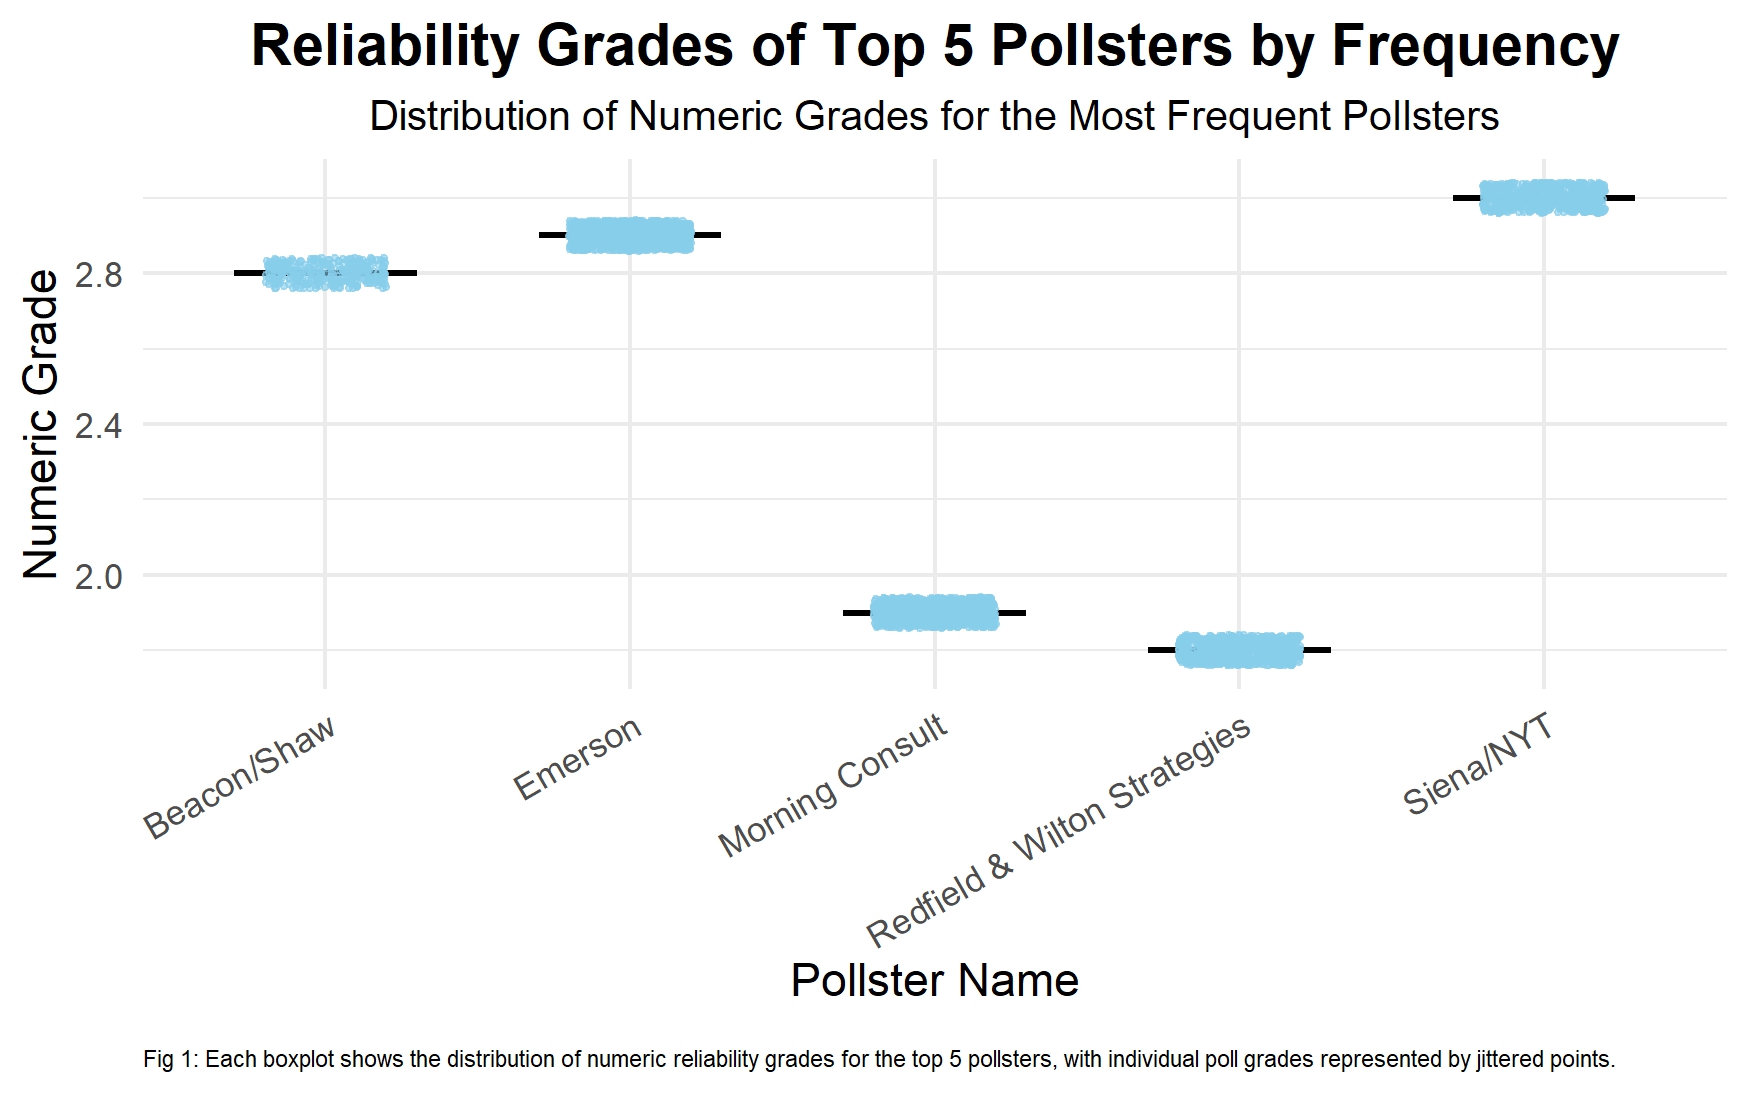 Reliability Grades of Top 5 Pollsters by Frequency
Distribution of Numeric Grades for the Most Frequent Pollsters
Numeric Grade
2.8
2.4
2.0
Beacon/Shaw
Emerson
Morning Consult
Redfield & Wilton Strategies
Siena/NYT
Pollster Name
Fig 1: Each boxplot shows the distribution of numeric reliability grades for the top 5 pollsters, with individual poll grades represented by jittered points.